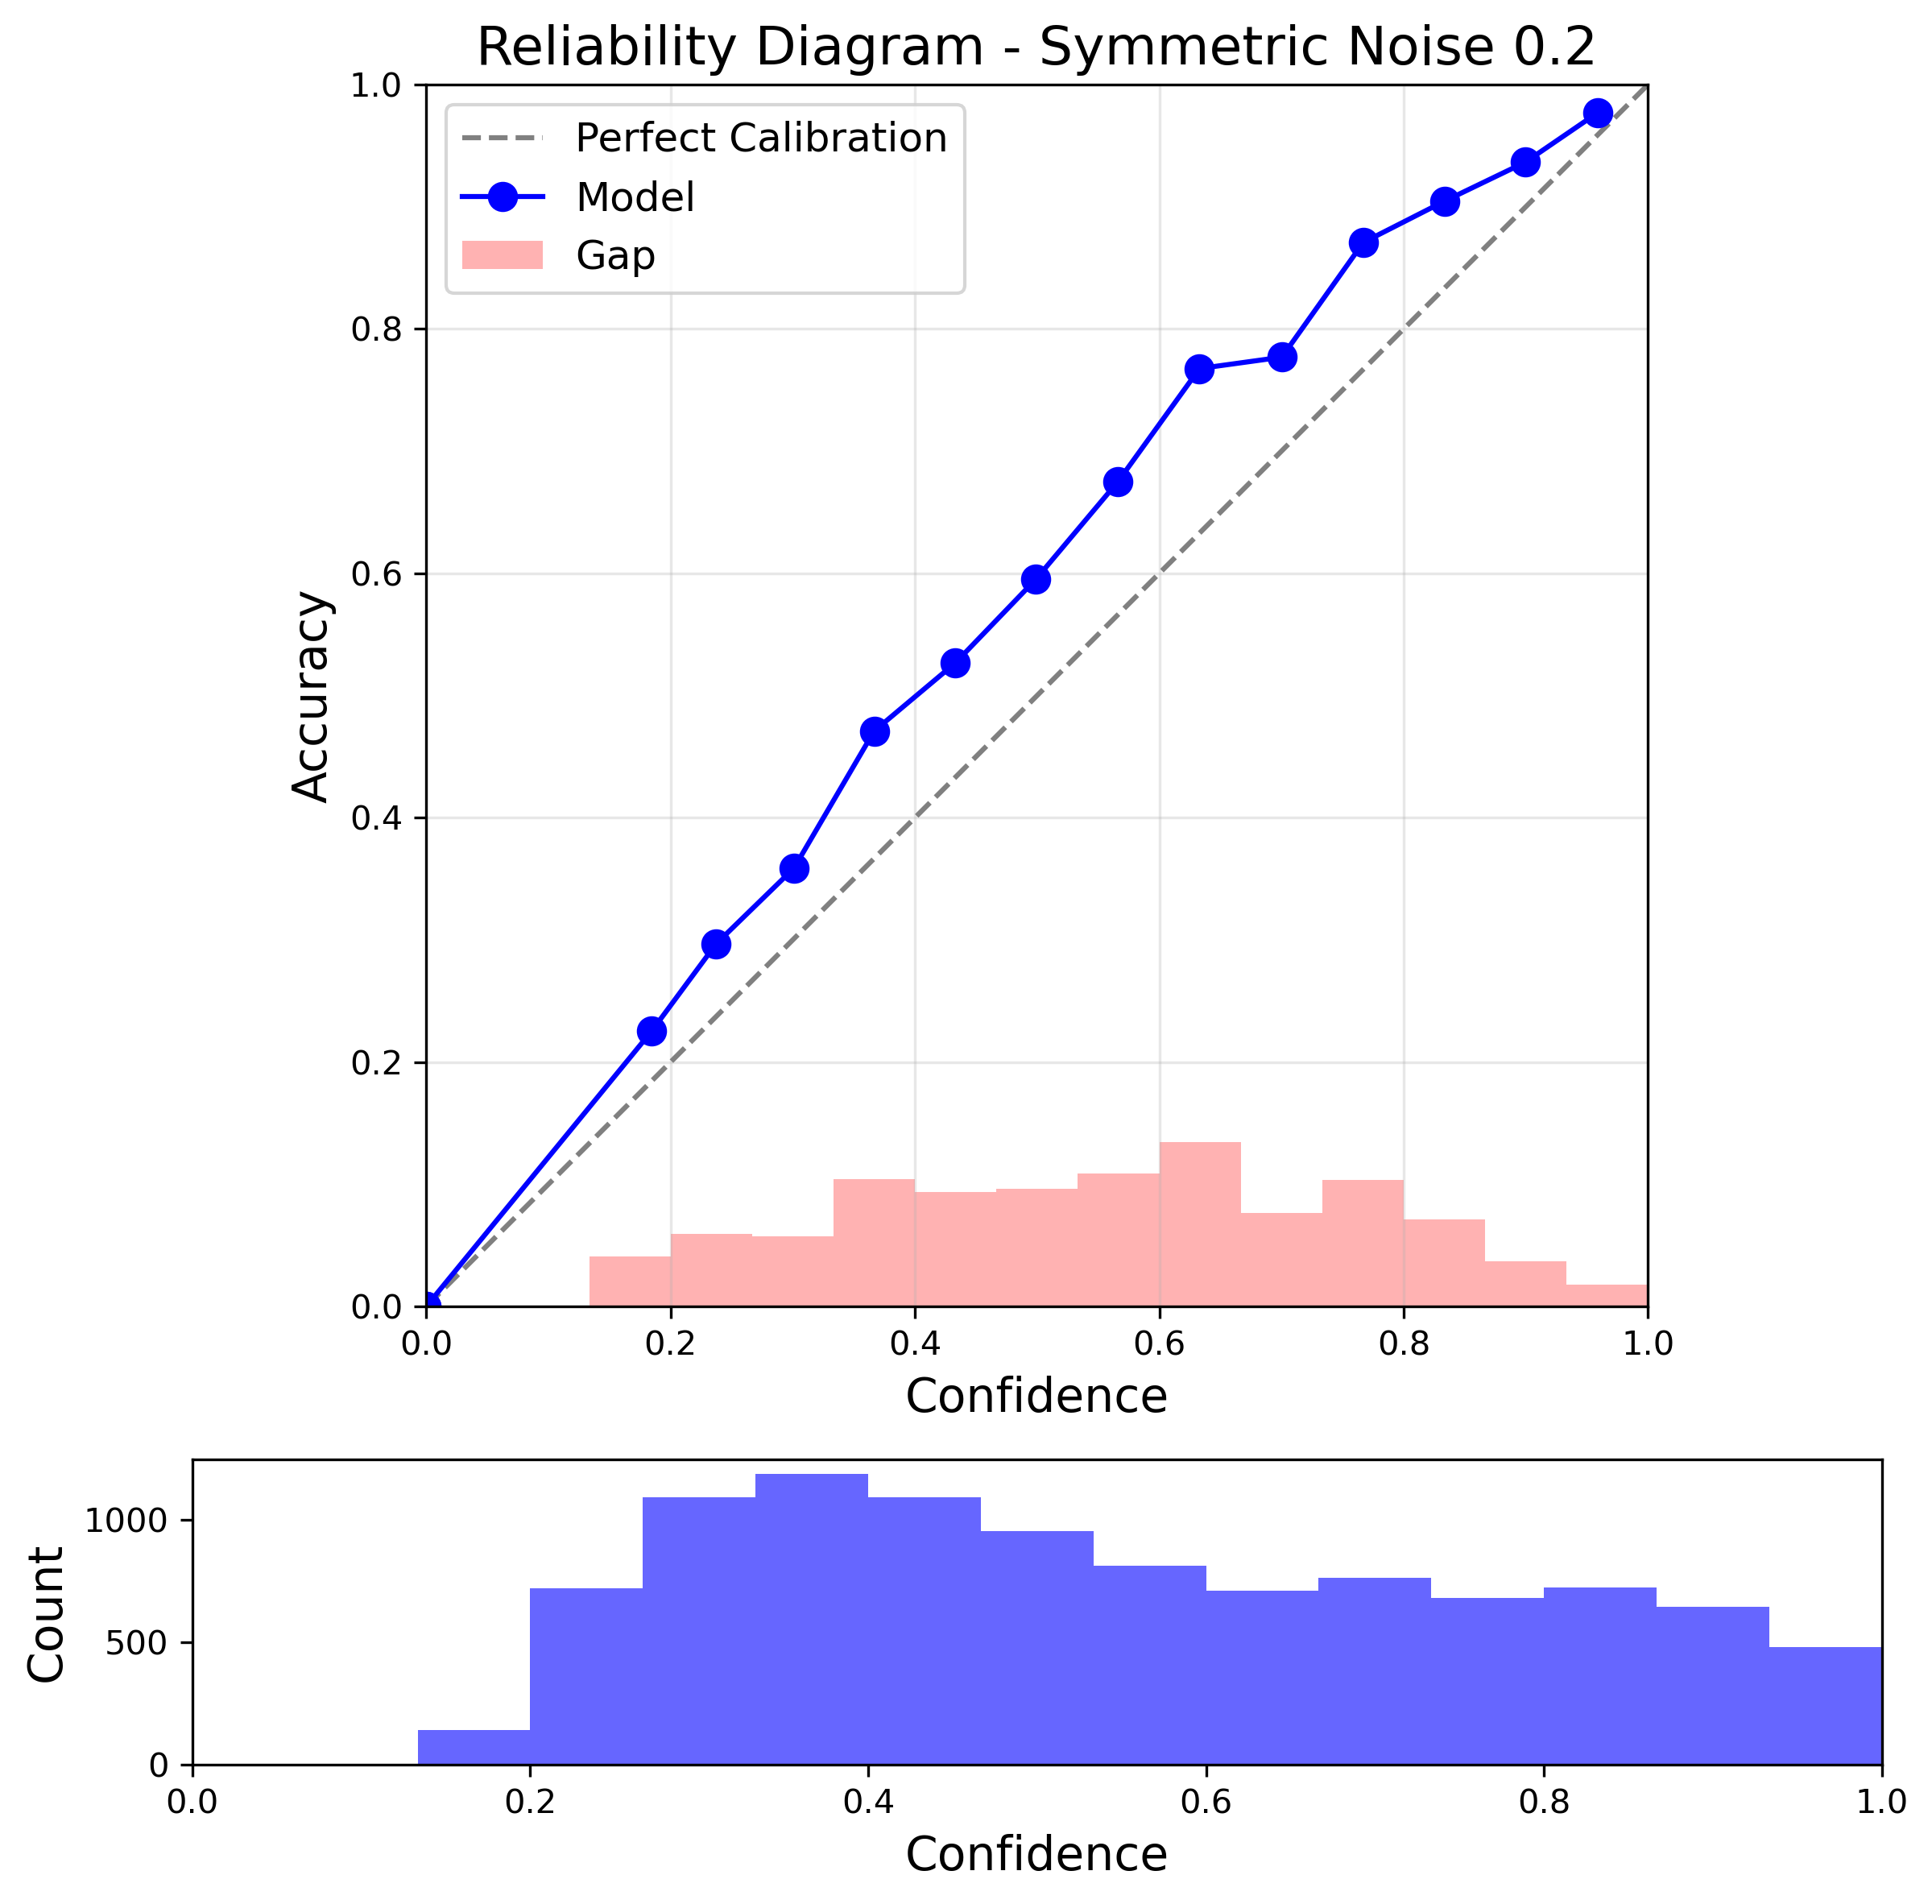 Reliability Diagram - Symmetric Noise 0.2
1.0
0.8
0.6
0.4
0.2
0.0
Accuracy
Perfect Calibration
Model
Gap
0.0 0.2 0.4 0.6 0.8 1.0
Confidence
1000
500
0
Count
0.0 0.2 0.4 0.6 0.8 1.0
Confidence